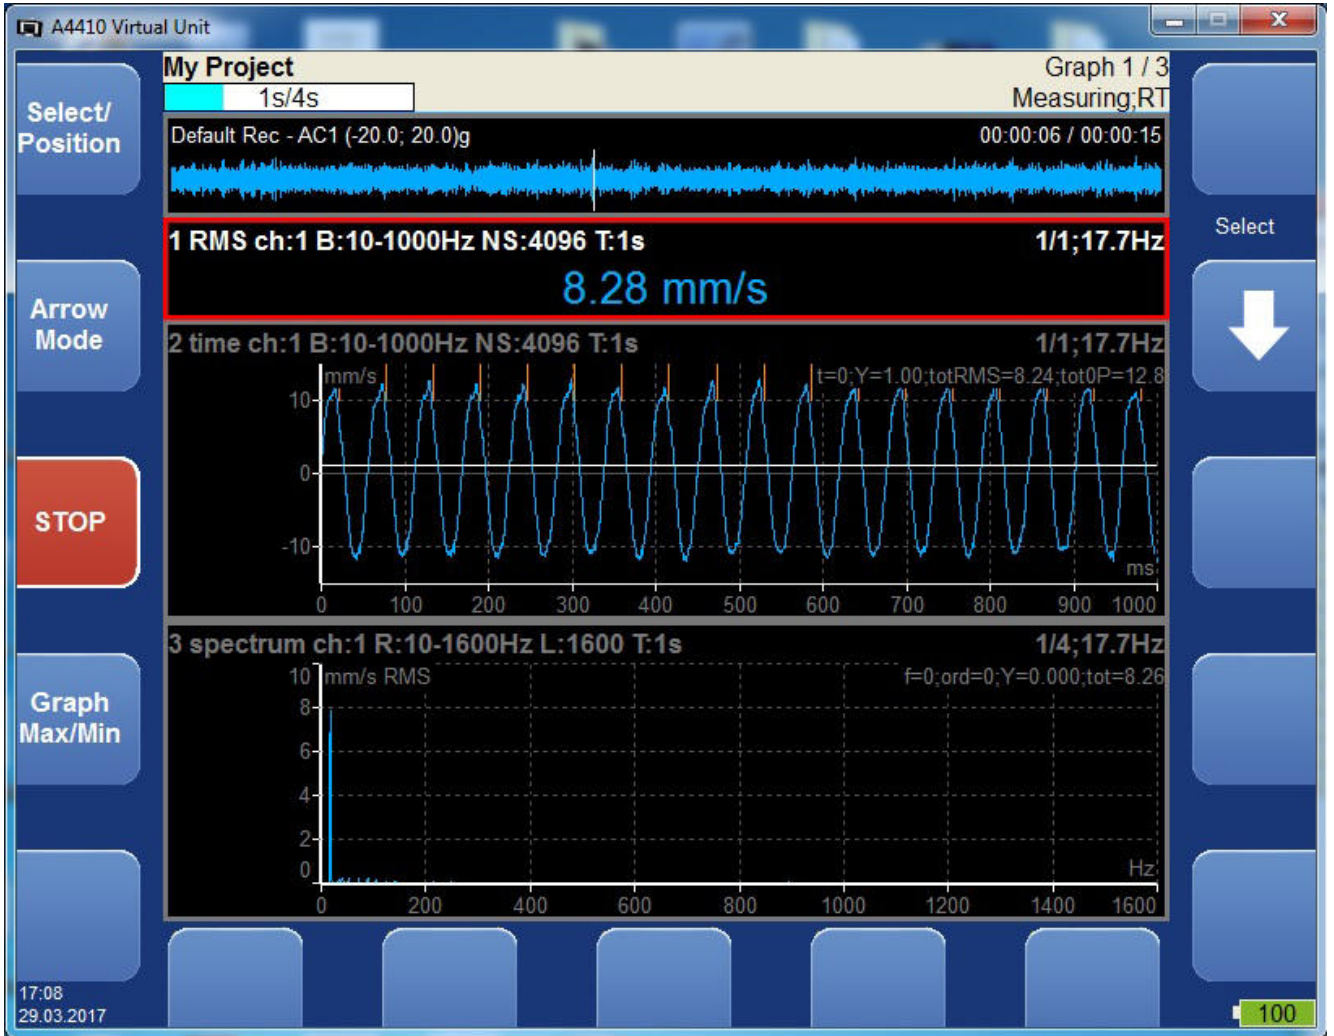 A4410 Virtual Unit
My Project
Graph 1 / 3
1s/4s
Measuring;RT
Select/
Position
Default Rec - AC1 (-20.0; 20.0)g
00:00:06 / 00:00:15
Select
1 RMS ch:1 B:10-1000Hz NS:4096 T:1s
1/1;17.7Hz
8.28 mm/s
Arrow
Mode
2 time ch:1 B:10-1000Hz NS:4096 T:1s
1/1;17.7Hz
mm/s
t=0;Y=1.00;totRMS=8.24;tot0P=12.8
10
0
-10
ms
0 100 200 300 400 500 600 700 800 900 1000
STOP
3 spectrum ch:1 R:10-1600Hz L:1600 T:1s
1/4;17.7Hz
10 mm/s RMS
f=0;ord=0;Y=0.000;tot=8.26
8
6
4
2
0
Hz
0 200 400 600 800 1000 1200 1400 1600
Graph
Max/Min
17:08
29.03.2017
100